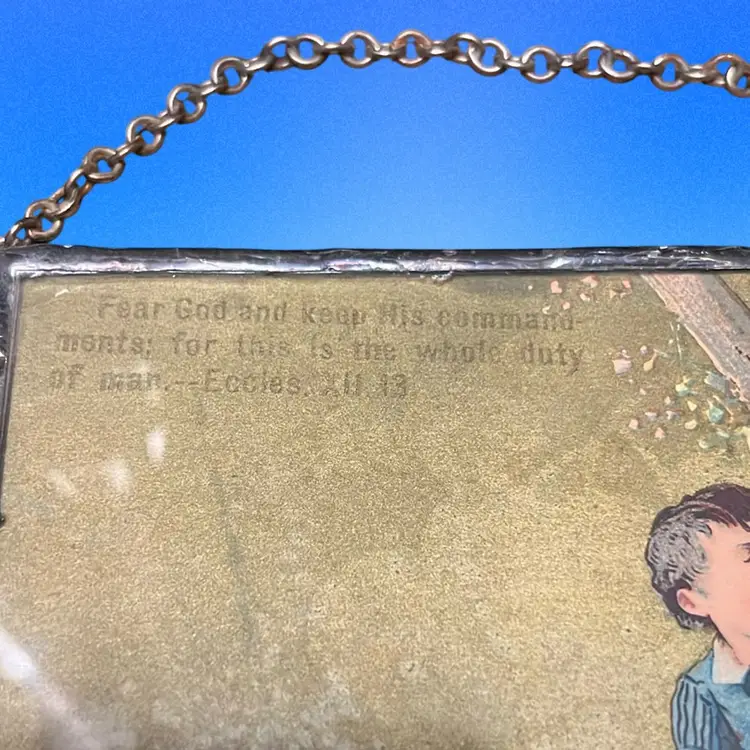 Fear God and keep His command-
ments; for this is the whole duty
of man.--Eccles. XII.13